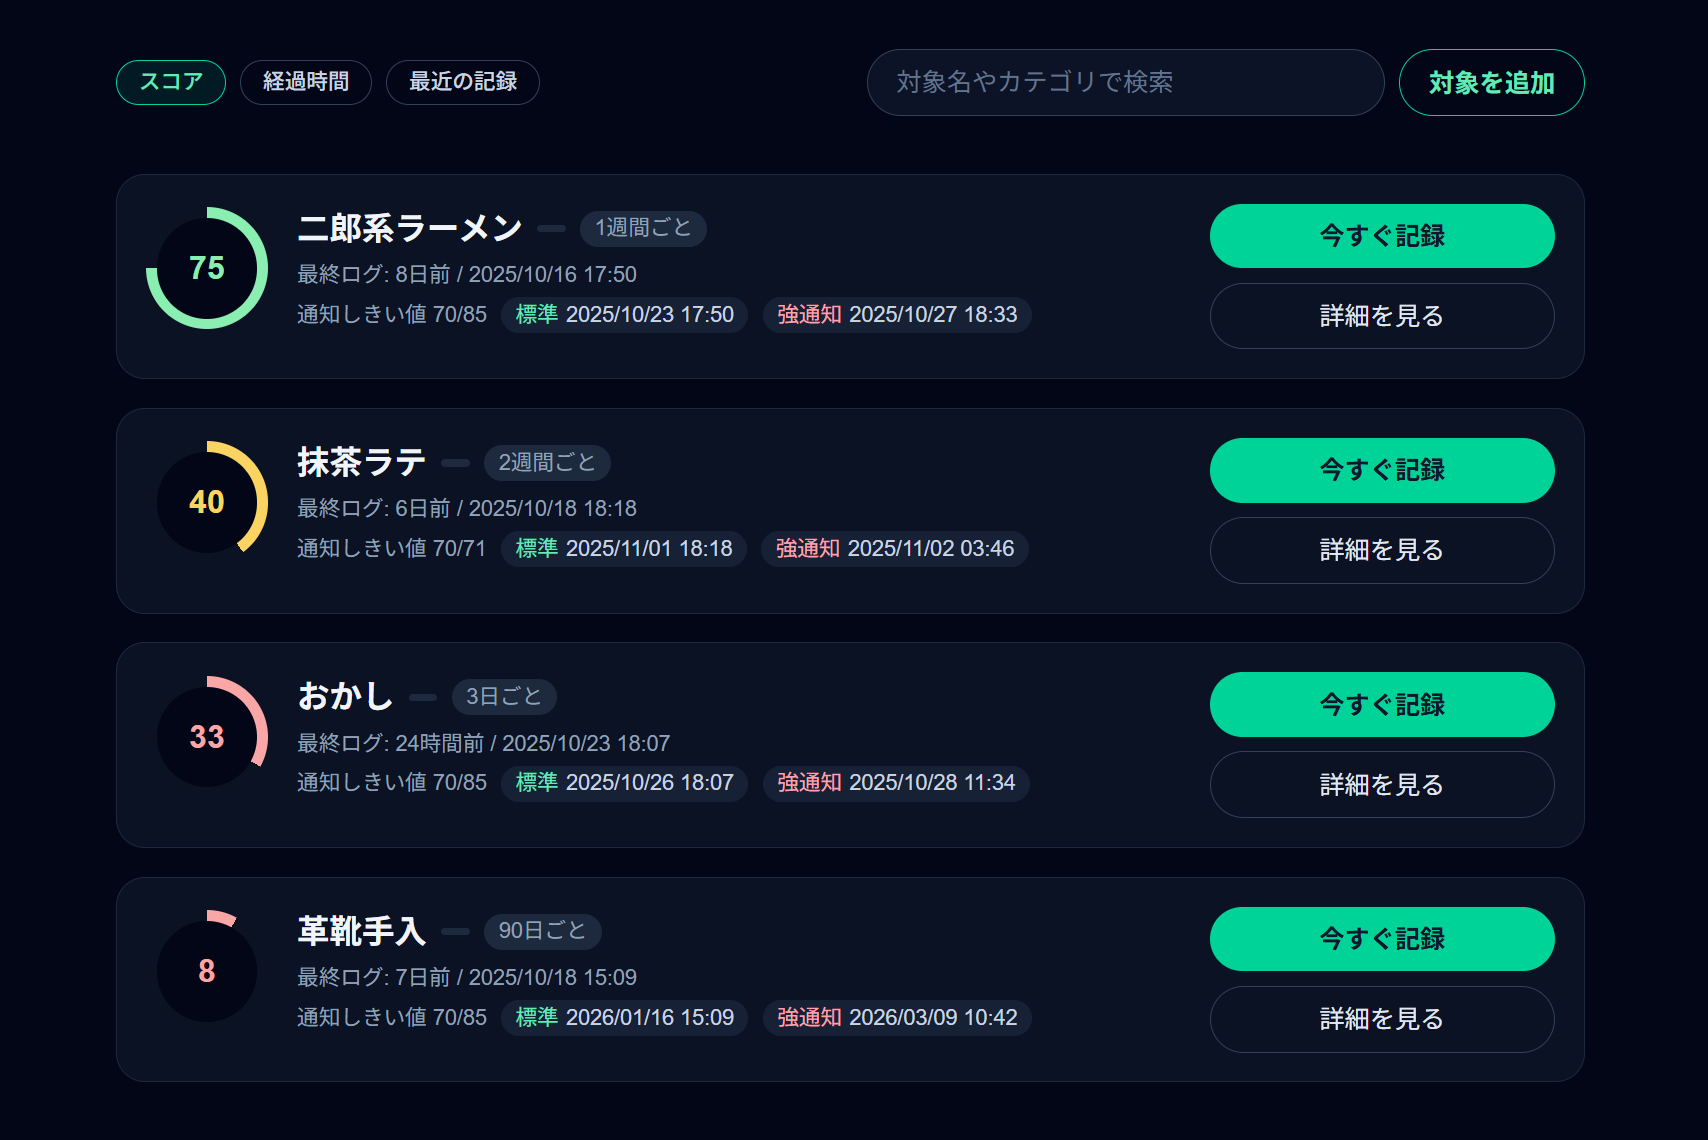 スコア 経過時間 最近の記録 対象名やカテゴリで検索 対象を追加
75
二郎系ラーメン 1週間ごと
最終ログ: 8日前 / 2025/10/16 17:50
通知しきい値 70/85 標準 2025/10/23 17:50 強通知 2025/10/27 18:33
今すぐ記録
詳細を見る
40
抹茶ラテ 2週間ごと
最終ログ: 6日前 / 2025/10/18 18:18
通知しきい値 70/71 標準 2025/11/01 18:18 強通知 2025/11/02 03:46
今すぐ記録
詳細を見る
33
おかし 3日ごと
最終ログ: 24時間前 / 2025/10/23 18:07
通知しきい値 70/85 標準 2025/10/26 18:07 強通知 2025/10/28 11:34
今すぐ記録
詳細を見る
8
革靴手入 90日ごと
最終ログ: 7日前 / 2025/10/18 15:09
通知しきい値 70/85 標準 2026/01/16 15:09 強通知 2026/03/09 10:42
今すぐ記録
詳細を見る